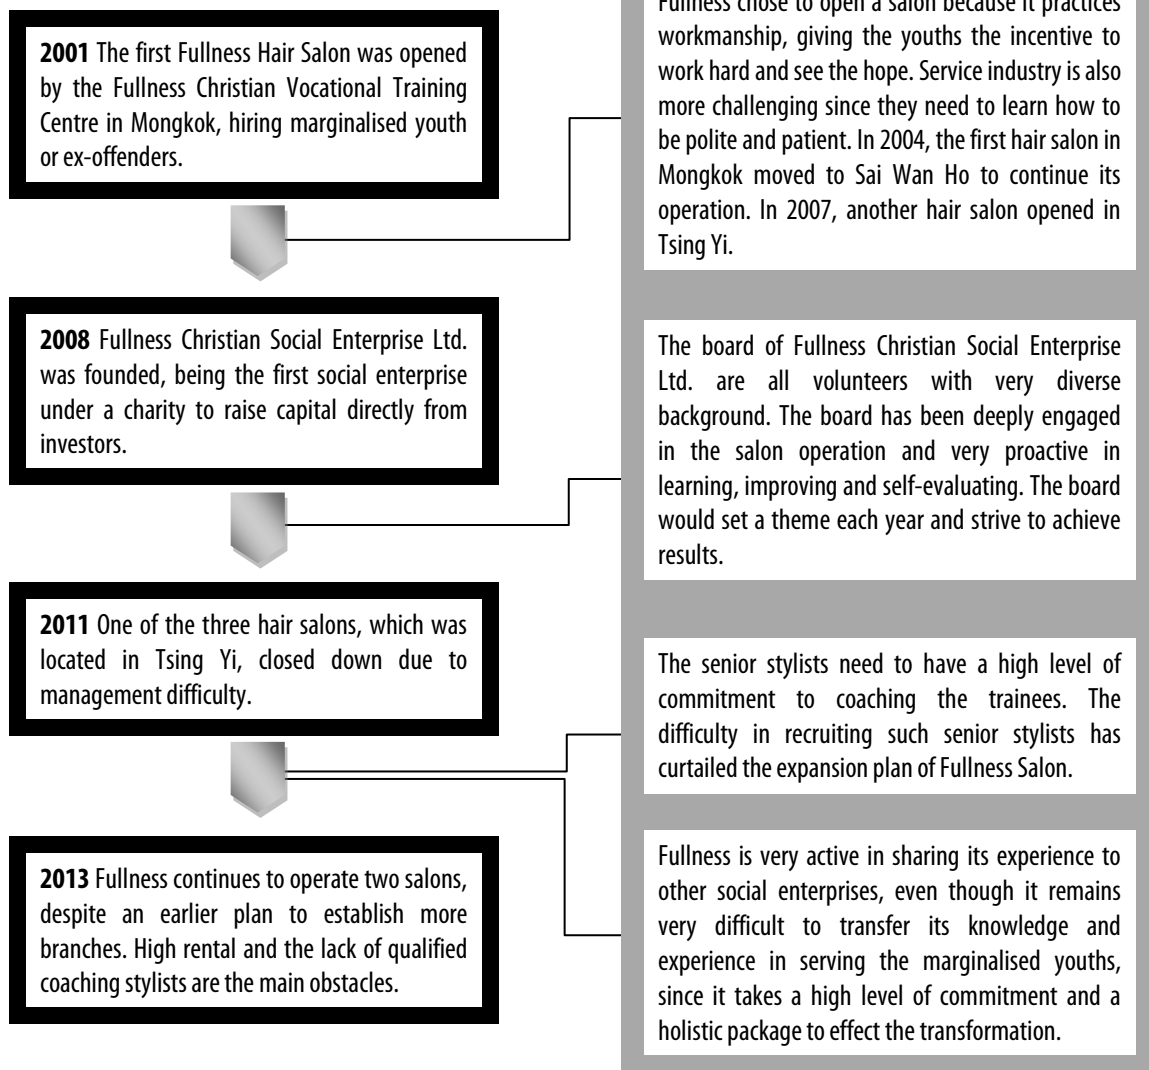 2001 The first Fullness Hair Salon was opened
by the Fullness Christian Vocational Training
Centre in Mongkok, hiring marginalised youth
or ex-offenders.
2008 Fullness Christian Social Enterprise Ltd.
was founded, being the first social enterprise
under a charity to raise capital directly from
investors.
2011 One of the three hair salons, which was
located in Tsing Yi, closed down due to
management difficulty.
2013 Fullness continues to operate two salons,
despite an earlier plan to establish more
branches. High rental and the lack of qualified
coaching stylists are the main obstacles.
Fullness chose to open a salon because it practices
workmanship, giving the youths the incentive to
work hard and see the hope. Service industry is also
more challenging since they need to learn how to
be polite and patient. In 2004, the first hair salon in
Mongkok moved to Sai Wan Ho to continue its
operation. In 2007, another hair salon opened in
Tsing Yi.
The board of Fullness Christian Social Enterprise
Ltd. are all volunteers with very diverse
background. The board has been deeply engaged
in the salon operation and very proactive in
learning, improving and self-evaluating. The board
would set a theme each year and strive to achieve
results.
The senior stylists need to have a high level of
commitment to coaching the trainees. The
difficulty in recruiting such senior stylists has
curtailed the expansion plan of Fullness Salon.
Fullness is very active in sharing its experience to
other social enterprises, even though it remains
very difficult to transfer its knowledge and
experience in serving the marginalised youths,
since it takes a high level of commitment and a
holistic package to effect the transformation.